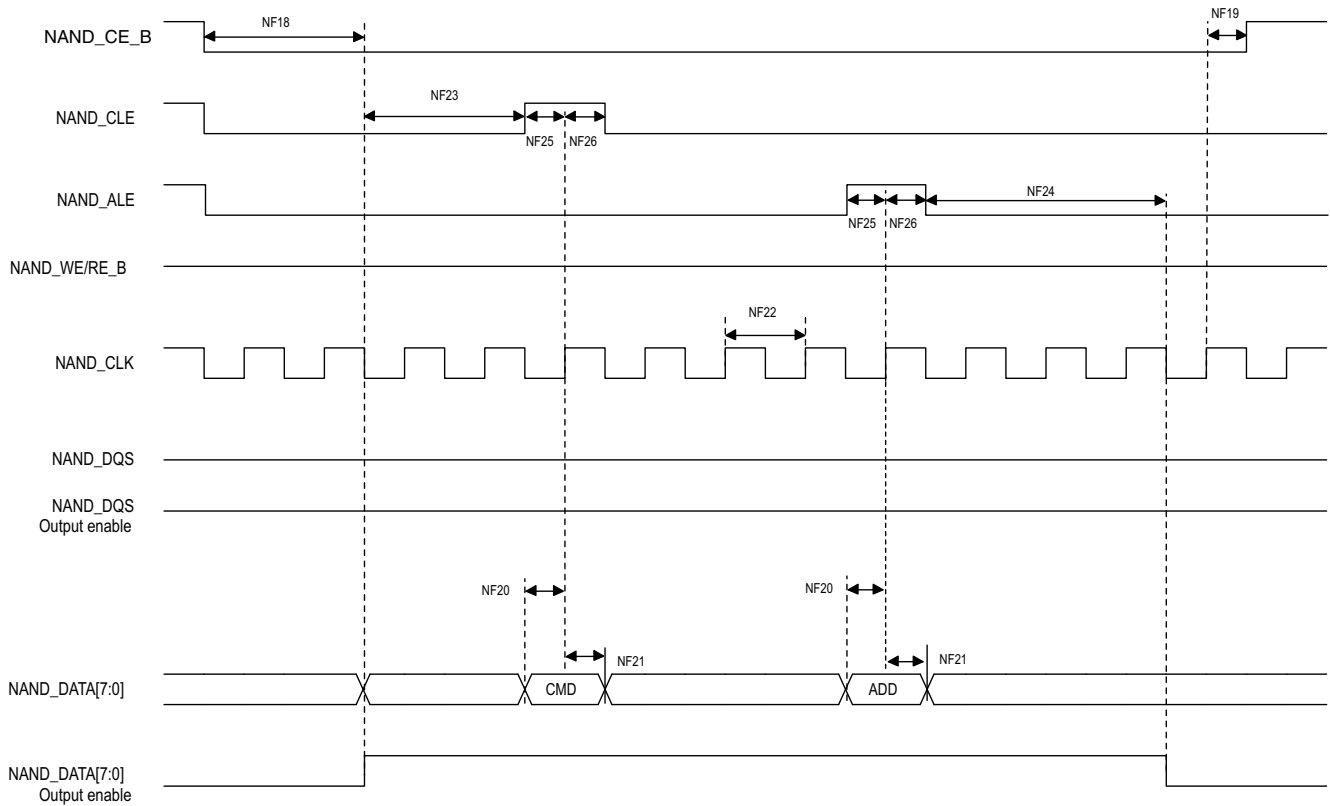 NF18
NF19
NAND_CE_B
NF23
NAND_CLE
NF25 NF26
NF24
NAND_ALE
NF25 NF26
NAND_WE/RE_B
NF22
NAND_CLK
NAND_DQS
NAND_DQS
Output enable
NF20
NF20
NF21
NF21
NAND_DATA[7:0]
CMD
ADD
NAND_DATA[7:0]
Output enable